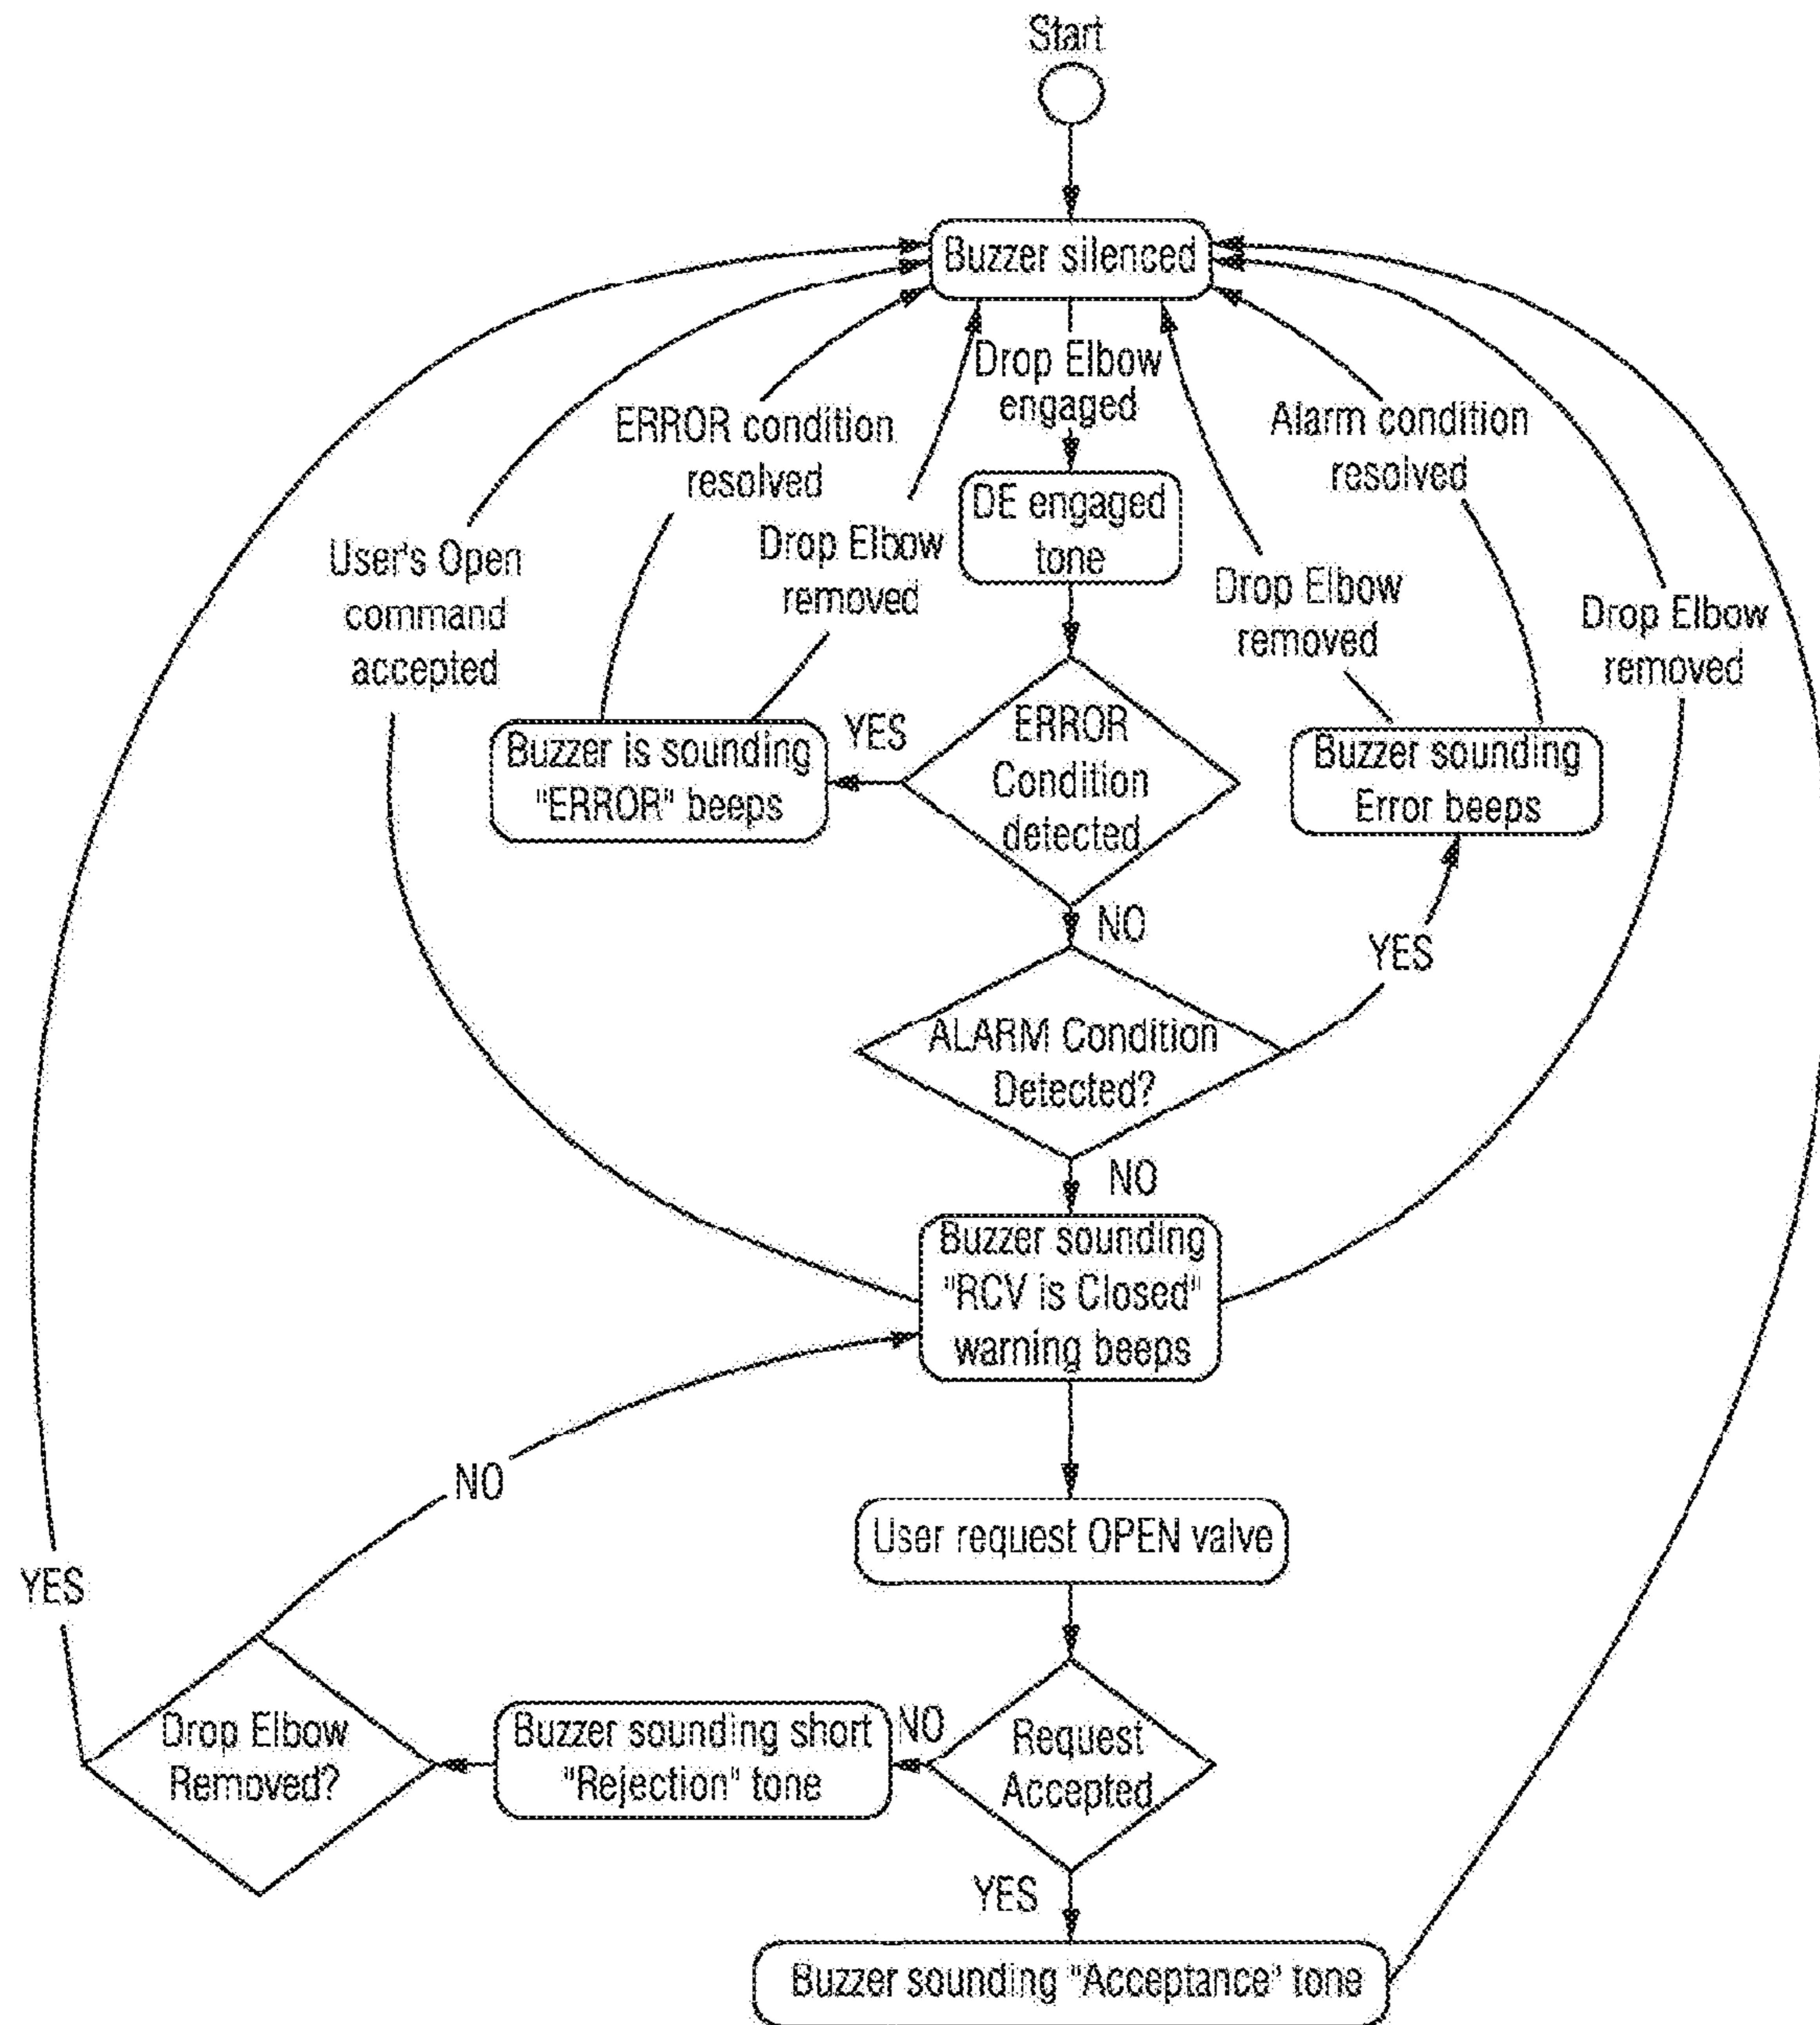 Start
Buzzer silenced
Drop Elbow
engaged
ERROR condition
resolved
Alarm condition
resolved
DE engaged
tone
User's Open
command
accepted
Drop Elbow
removed
Drop Elbow
removed
Drop Elbow
removed
Buzzer is sounding
"ERROR" beeps
YES
ERROR
Condition
detected
Buzzer sounding
Error beeps
NO
YES
ALARM Condition
Detected?
NO
Buzzer sounding
"RCV is Closed"
warning beeps
NO
User request OPEN valve
YES
Drop Elbow
Removed?
Buzzer sounding short
"Rejection" tone
NO
Request
Accepted
YES
Buzzer sounding "Acceptance" tone